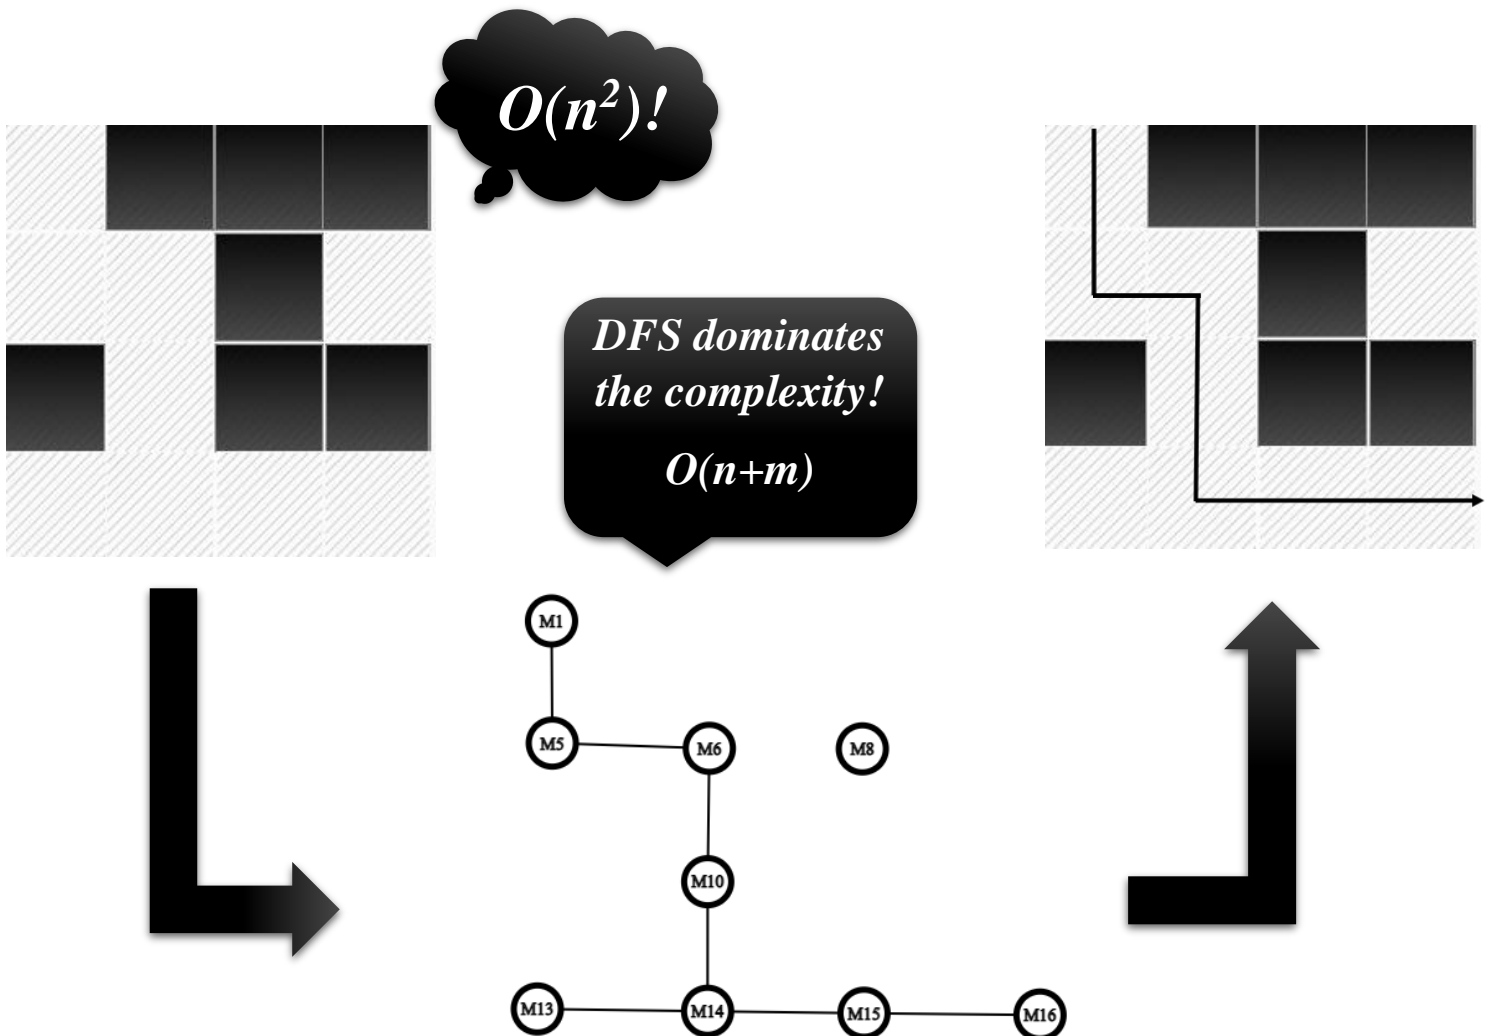 O(n²)!
DFS dominates
the complexity!
O(n+m)
M1
M5 M6 M8
M10
M13 M14 M15 M16